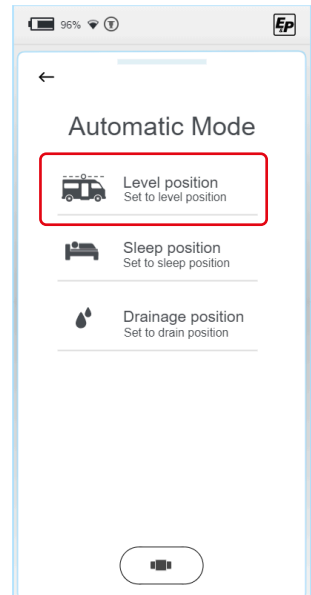 96%
E&P
Automatic Mode
Level position
Set to level position
Sleep position
Set to sleep position
Drainage position
Set to drain position